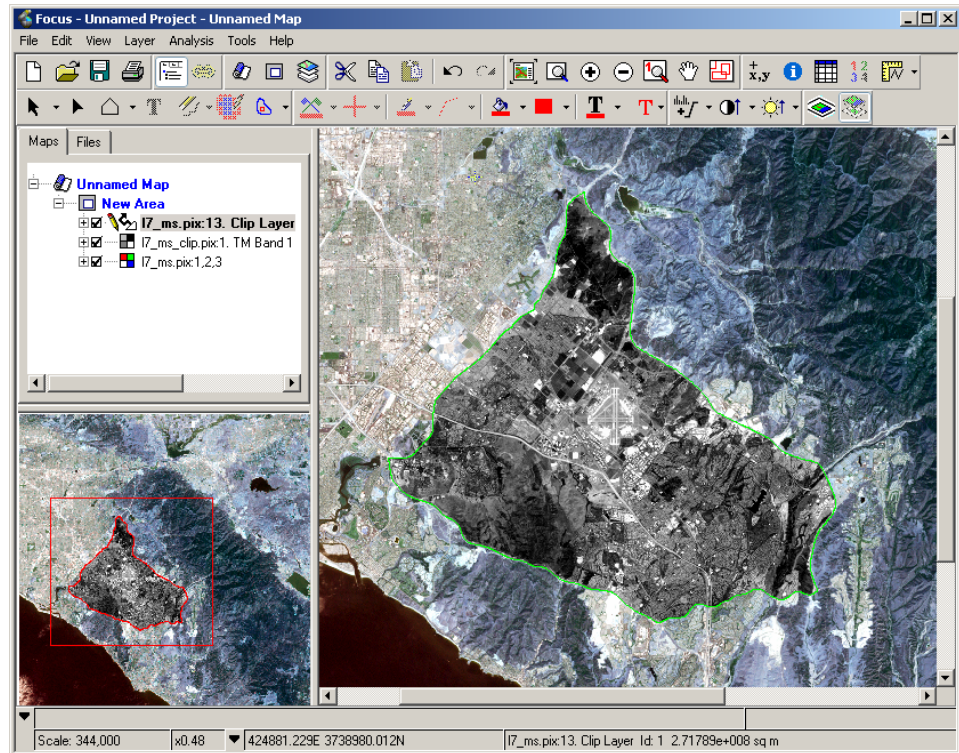 Focus - Unnamed Project - Unnamed Map
File Edit View Layer Analysis Tools Help
x,y
1 2
3 4
Maps Files
Unnamed Map
New Area
l7_ms.pix:13. Clip Layer
l7_ms_clip.pix:1. TM Band 1
l7_ms.pix:1,2,3
Scale: 344,000 x0.48 424881.229E 3738980.012N l7_ms.pix:13. Clip Layer Id: 1 2.71789e+008 sq m